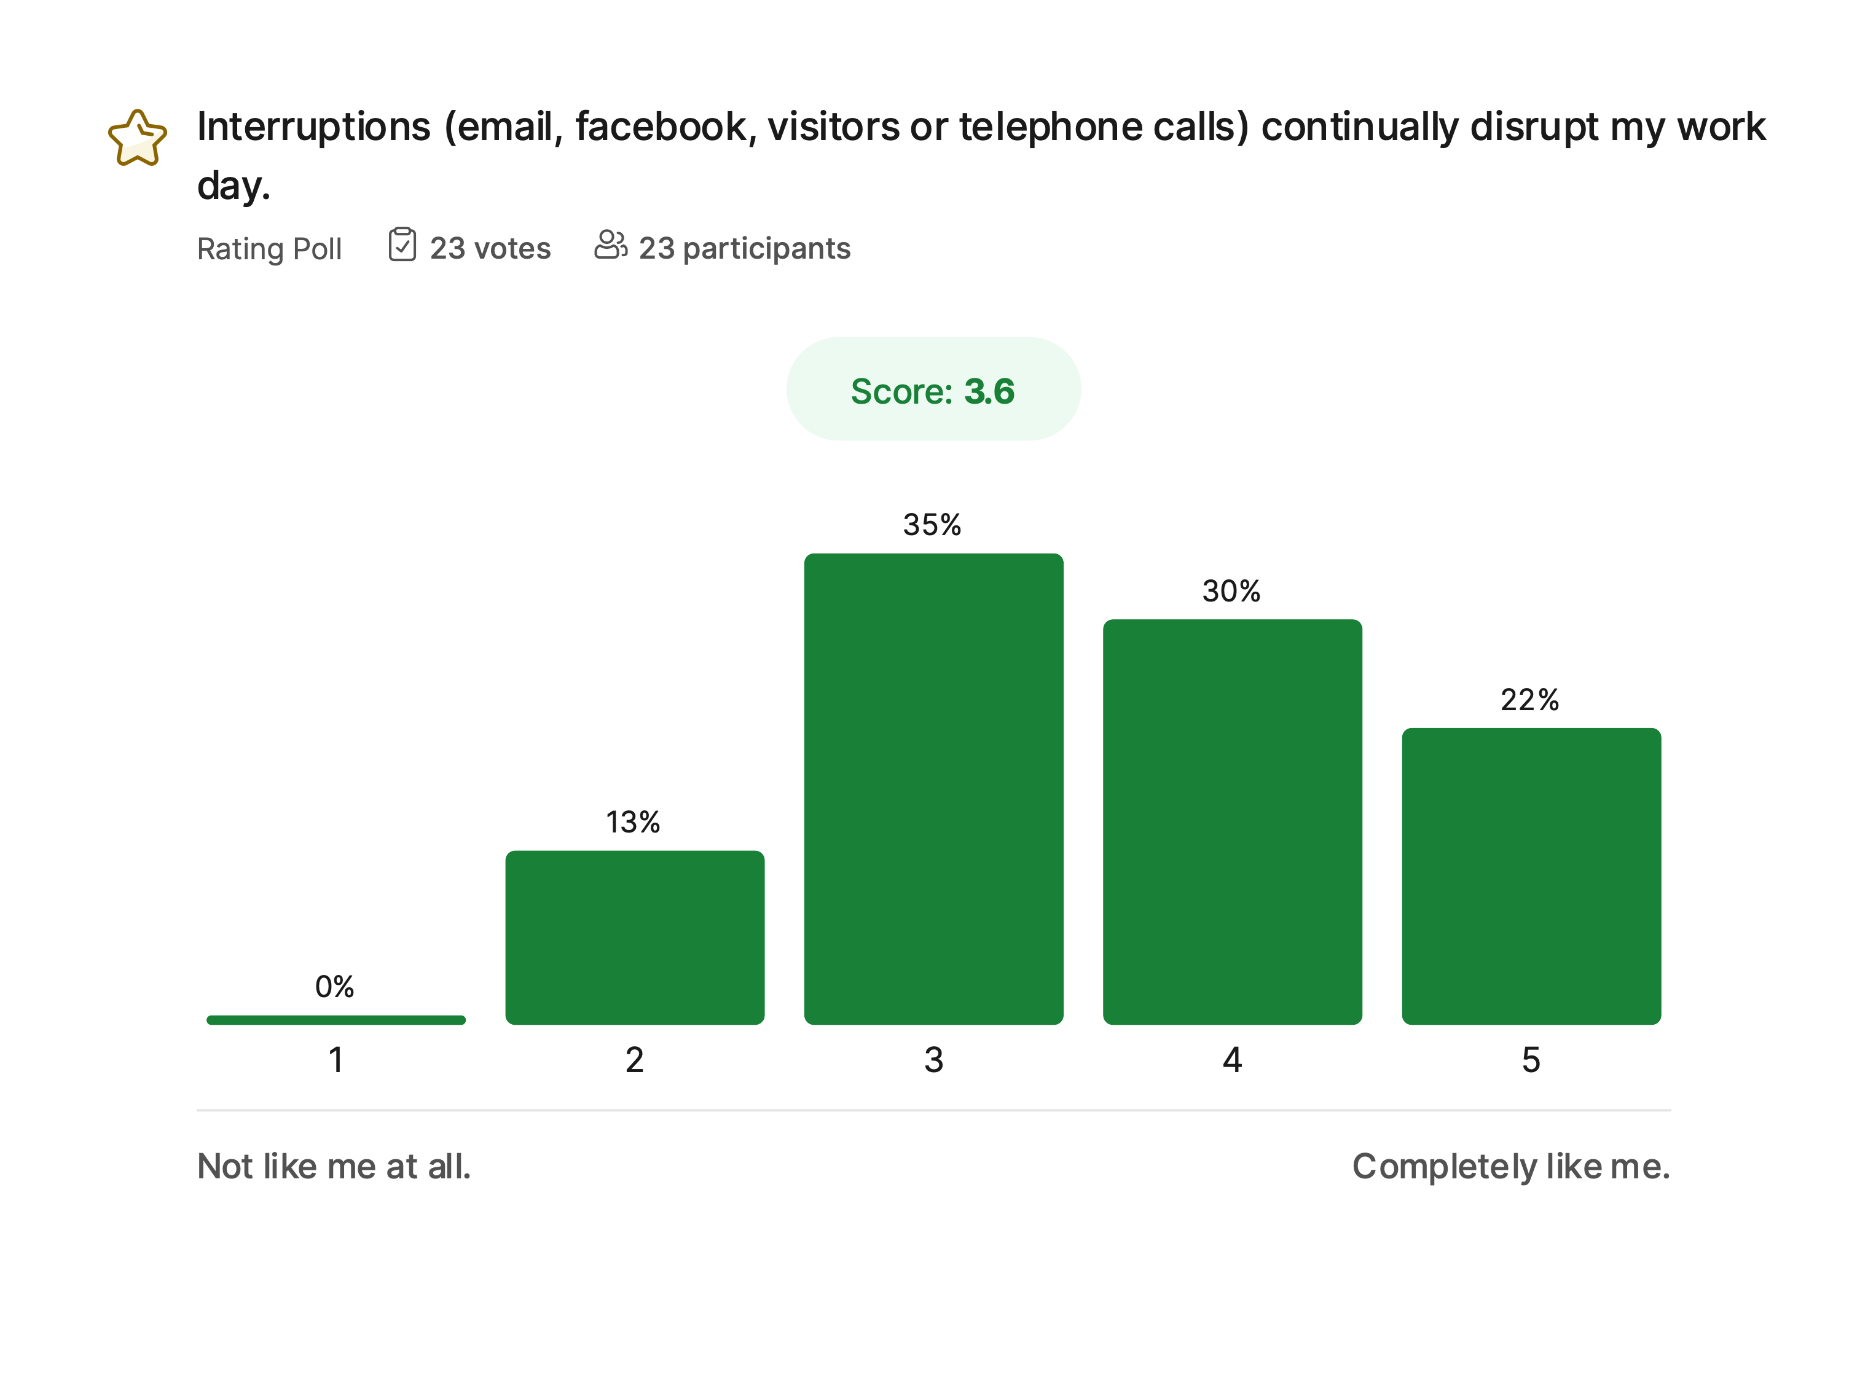 Interruptions (email, facebook, visitors or telephone calls) continually disrupt my work
day.
Rating Poll 23 votes 23 participants
Score: 3.6
35%
30%
22%
13%
0%
1 2 3 4 5
Not like me at all. Completely like me.